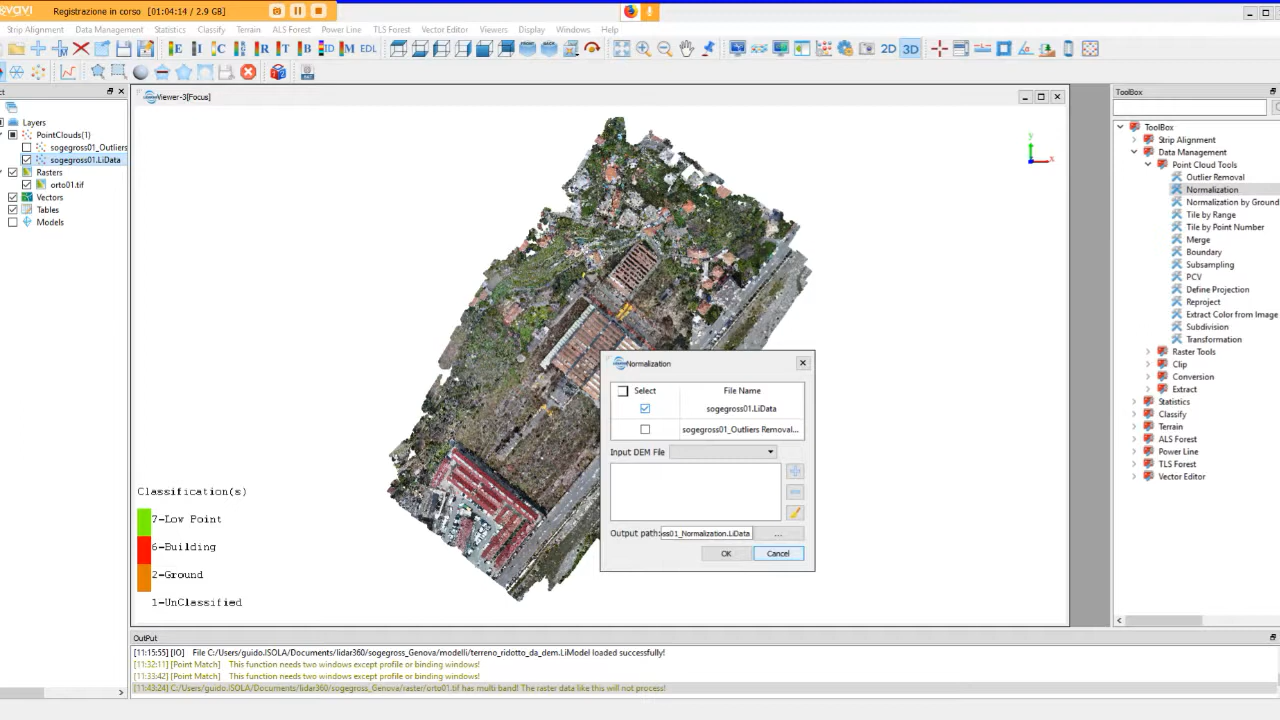 Registrazione in corso [01:04:14 / 2.9 GB]
Strip Alignment Data Management Statistics Classify Terrain ALS Forest Power Line TLS Forest Vector Editor Viewers Display Windows Help
EDL 2D 3D
Viewer-3[Focus]
ToolBox
Layers
PointClouds(1)
sogegross01_Outliers
sogegross01.LiData
Rasters
orto01.tif
Vectors
Tables
Models
y
x
Classification(s)
7-Low Point
6-Building
2-Ground
1-UnClassified
Normalization
Select File Name
sogegross01.LiData
sogegross01_Outliers Removal...
Input DEM File
Output path: ss01_Normalization.LiData ...
OK Cancel
ToolBox
Strip Alignment
Data Management
Point Cloud Tools
Outlier Removal
Normalization
Normalization by Ground
Tile by Range
Tile by Point Number
Merge
Boundary
Subsampling
PCV
Define Projection
Reproject
Extract Color from Image
Subdivision
Transformation
Raster Tools
Clip
Conversion
Extract
Statistics
Classify
Terrain
ALS Forest
Power Line
TLS Forest
Vector Editor
OutPut
[11:15:55] [IO] File C:/Users/guido.ISOLA/Documents/lidar360/sogegross_Genova/modelli/terreno_ridotto_da_dem.LiModel loaded successfully!
[11:32:11] [Point Match] This function needs two windows except profile or binding windows!
[11:33:42] [Point Match] This function needs two windows except profile or binding windows!
[11:43:24] C:/Users/guido.ISOLA/Documents/lidar360/sogegross_Genova/raster/orto01.tif has multi band! The raster data like this will not process!